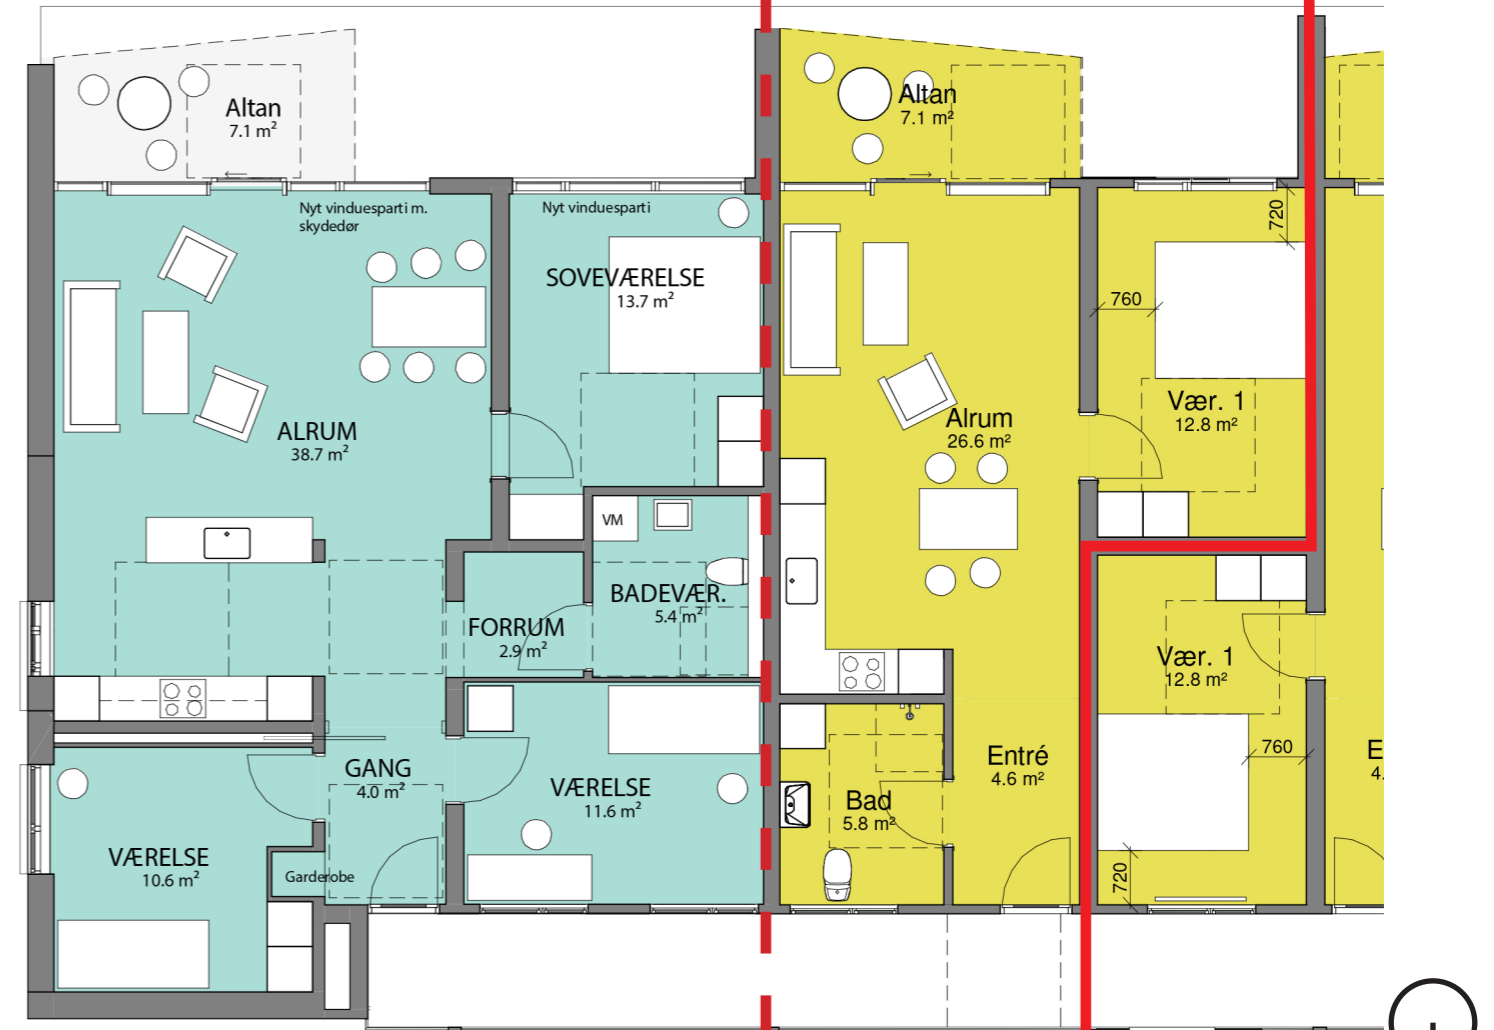 Altan
7.1 m²
Nyt vinduesparti m.
skydedør
ALRUM
38.7 m²
Nyt vinduesparti
SOVEVÆRELSE
13.7 m²
VM
BADEVÆR.
5.4 m²
FORRUM
2.9 m²
GANG
4.0 m²
VÆRELSE
11.6 m²
VÆRELSE
10.6 m²
Garderobe
Altan
7.1 m²
Alrum
26.6 m²
720
760
Vær. 1
12.8 m²
Vær. 1
12.8 m²
760
720
Entré
4.6 m²
Bad
5.8 m²
E
4.